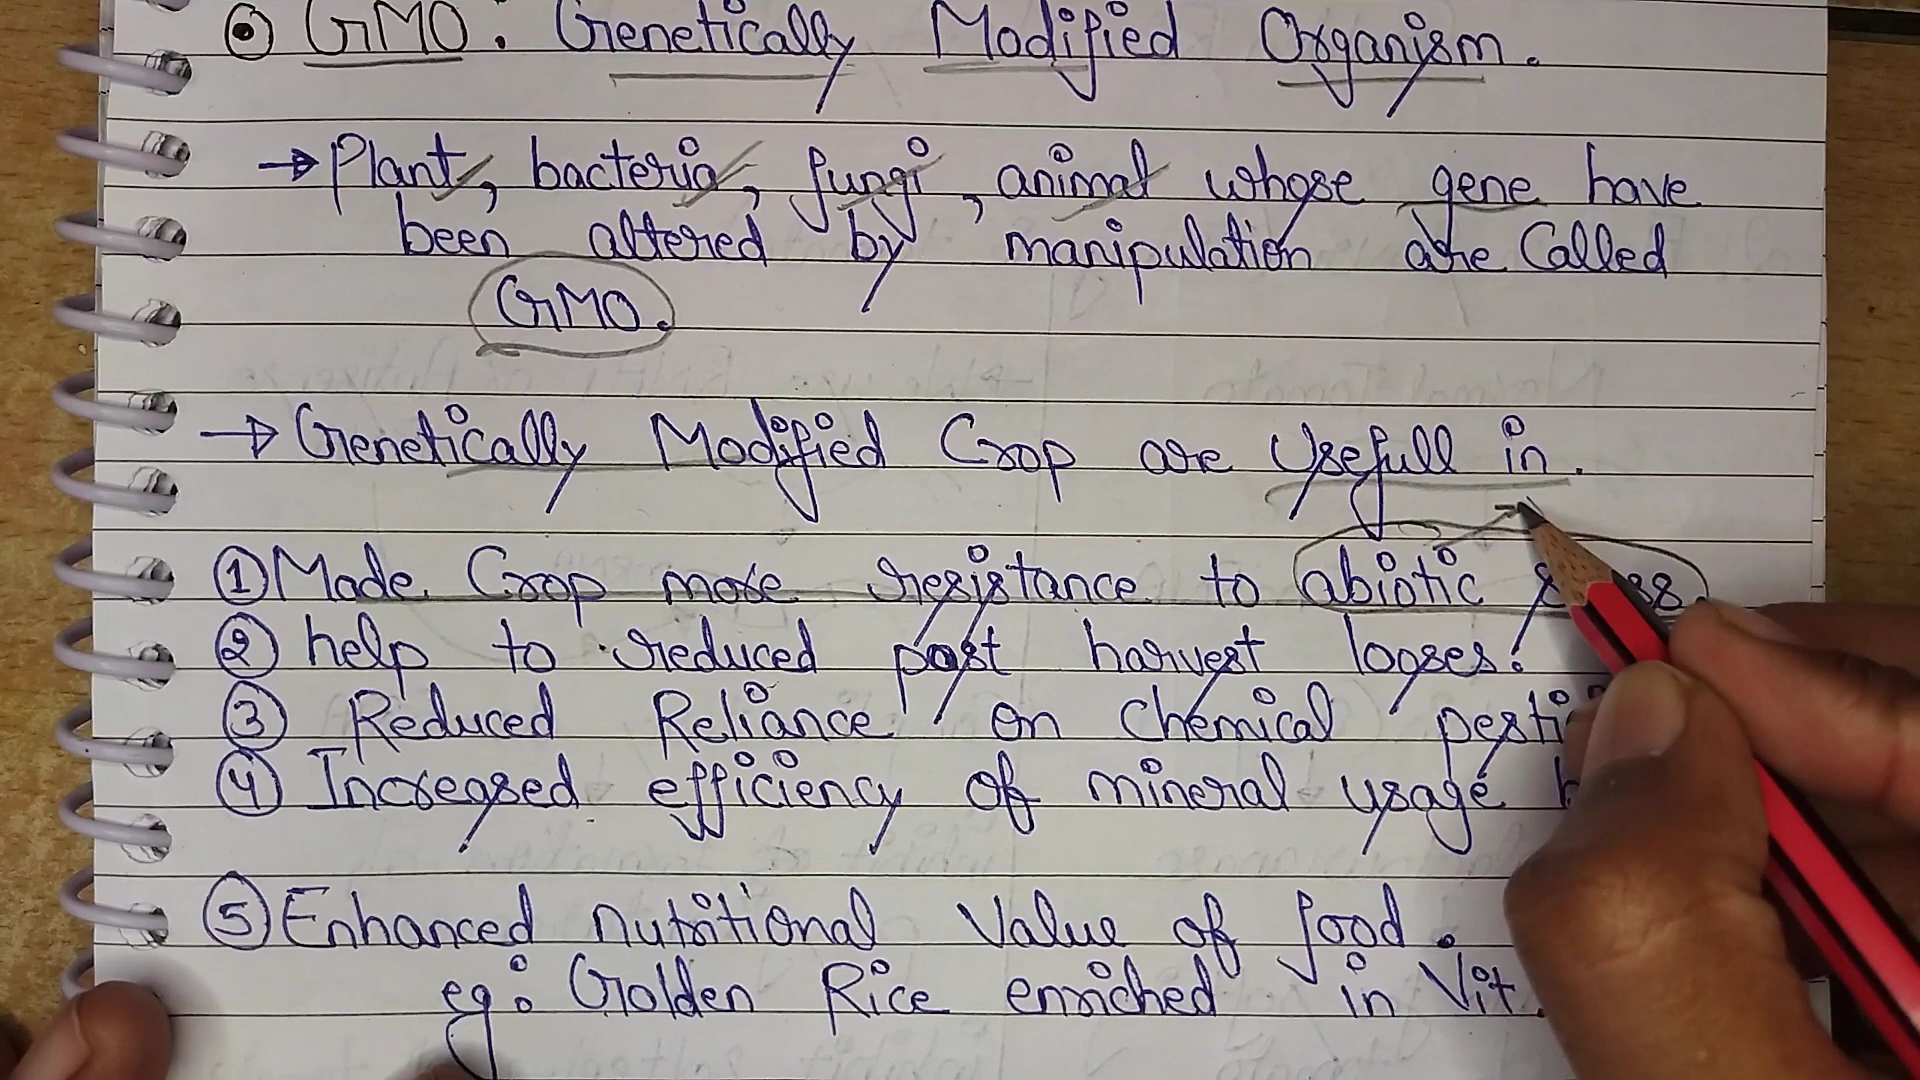 GMO : Genetically Modified Organism.
→ Plant, bacteria, fungi, animal whose gene have
been altered by manipulation are Called
GMO.
→ Genetically Modified Crop are Usefull in.
① Made Crop more resistance to abiotic
② help to reduced post harvest looses.
③ Reduced Reliance on Chemical
④ Increased efficiency of mineral usage
⑤ Enhanced nutritional Value of food.
eg: Golden Rice enriched in Vit.